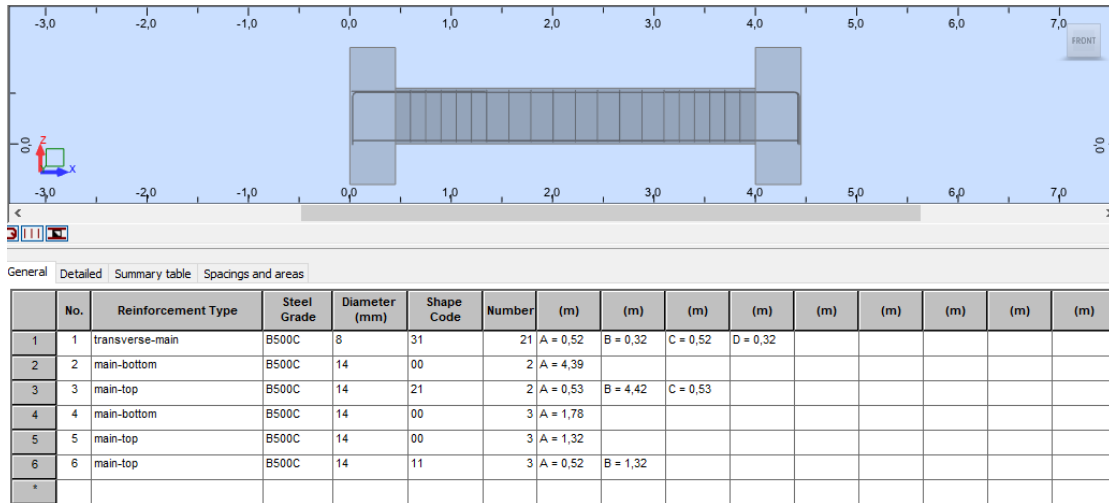 -3,0 -2,0 -1,0 0,0 1,0 2,0 3,0 4,0 5,0 6,0 7,0
FRONT
0,0 Z X 0,0
-3,0 -2,0 -1,0 0,0 1,0 2,0 3,0 4,0 5,0 6,0 7,0
General Detailed Summary table Spacings and areas
No. Reinforcement Type Steel Grade Diameter (mm) Shape Code Number (m) (m) (m) (m) (m) (m) (m) (m) (m)
1 1 transverse-main B500C 8 31 21 A = 0,52 B = 0,32 C = 0,52 D = 0,32
2 2 main-bottom B500C 14 00 2 A = 4,39
3 3 main-top B500C 14 21 2 A = 0,53 B = 4,42 C = 0,53
4 4 main-bottom B500C 14 00 3 A = 1,78
5 5 main-top B500C 14 00 3 A = 1,32
6 6 main-top B500C 14 11 3 A = 0,52 B = 1,32
*